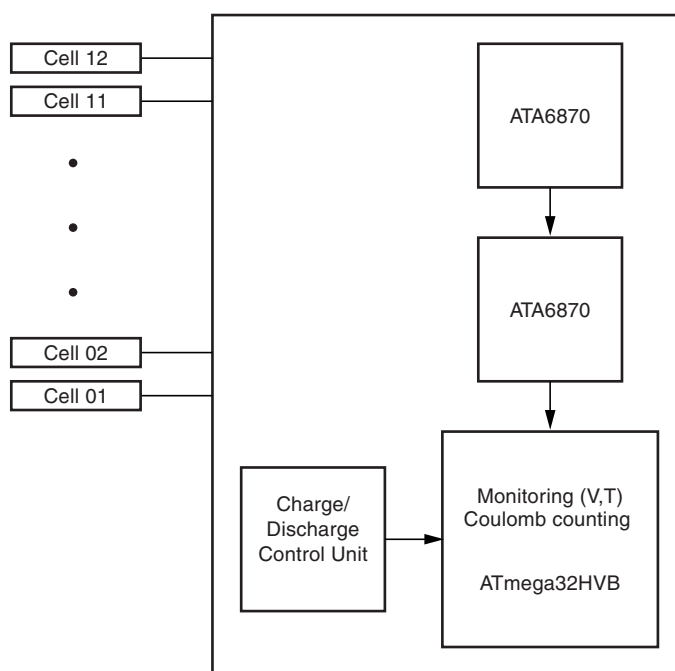 Cell 12
Cell 11
Cell 02
Cell 01
ATA6870
ATA6870
Charge/
Discharge
Control Unit
Monitoring (V,T)
Coulomb counting
ATmega32HVB